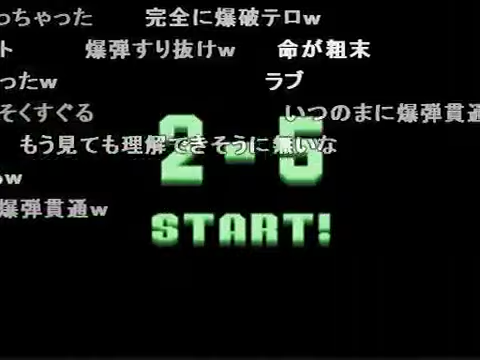 っちゃった 完全に爆破テロw
ト 爆弾すり抜けw 命が粗末
ったw ラブ
そくすぐる いつのまに爆弾貫通
もう見ても理解できそうに無いな
2-5
w
爆弾貫通w
START!